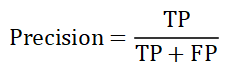 Precision = TP / (TP + FP)